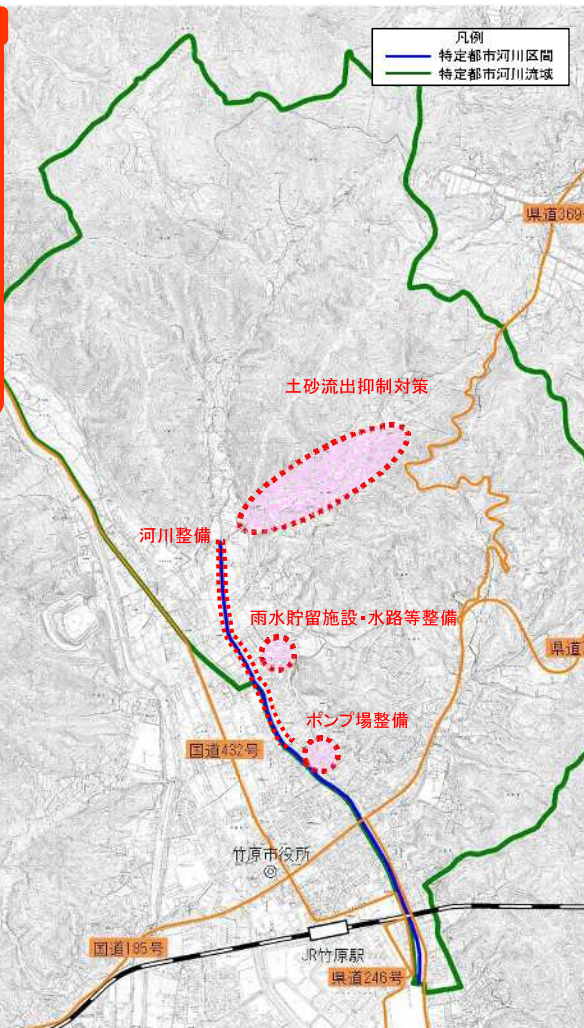 凡例
特定都市河川区間
特定都市河川流域
県道369
土砂流出抑制対策
河川整備
雨水貯留施設・水路等整備
県道
ポンプ場整備
国道432号
竹原市役所
国道185号
JR竹原駅
県道246号